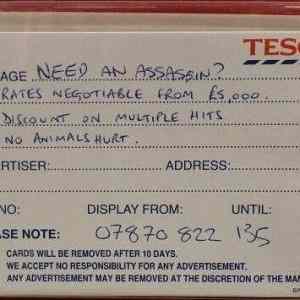 TESC
AGE NEED AN ASSASSIN?
RATES NEGOTIABLE FROM £5,000.
DISCOUNT ON MULTIPLE HITS
NO ANIMALS HURT.
ERTISER: ADDRESS:
NO: DISPLAY FROM: UNTIL:
ASE NOTE: 07870 822 135
CARDS WILL BE REMOVED AFTER 10 DAYS.
WE ACCEPT NO RESPONSIBILITY FOR ANY ADVERTISEMENT.
ANY ADVERTISEMENT MAY BE REMOVED AT THE DISCRETION OF THE MAN